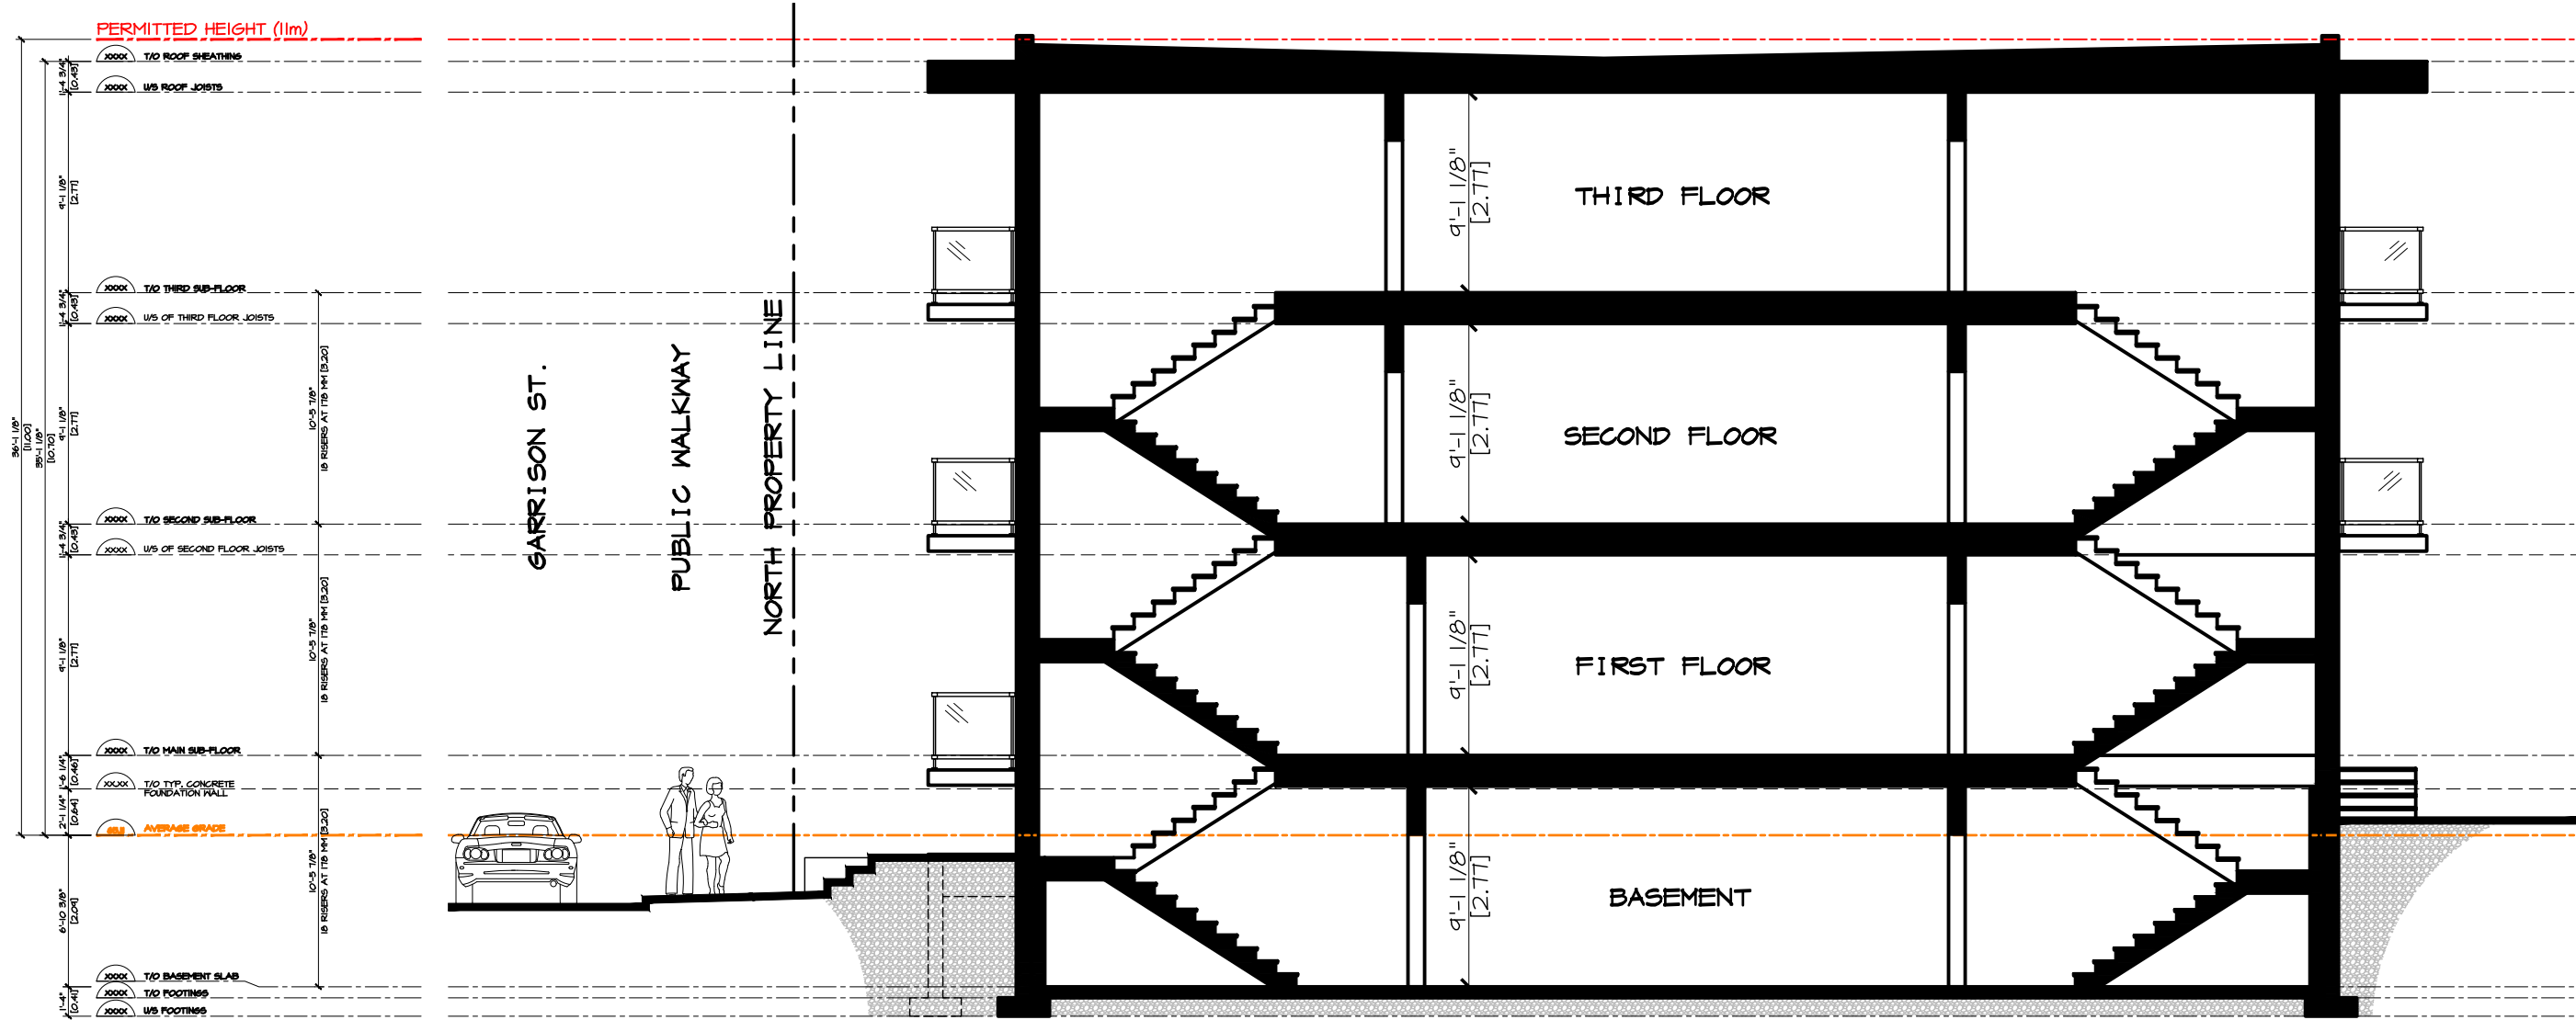 PERMITTED HEIGHT (11m)
XXXX T/O ROOF SHEATHING
XXXX U/S ROOF JOISTS
XXXX T/O THIRD SUB-FLOOR
XXXX U/S OF THIRD FLOOR JOISTS
XXXX T/O SECOND SUB-FLOOR
XXXX U/S OF SECOND FLOOR JOISTS
XXXX T/O MAIN SUB-FLOOR
XX.XX T/O TYP. CONCRETE
FOUNDATION WALL
AVERAGE GRADE
XXXX T/O BASEMENT SLAB
XXXX T/O FOOTINGS
XXXX U/S FOOTINGS
36'-1 1/8"
[11.00]
35'-1 1/8"
[10.70]
1'-4 3/4"
[0.43]
9'-1 1/8"
[2.77]
1'-4 3/4"
[0.43]
9'-1 1/8"
[2.77]
1'-4 3/4"
[0.43]
9'-1 1/8"
[2.77]
1'-6 1/4"
[0.46]
2'-1 1/4"
[0.64]
6'-10 3/8"
[2.09]
1'-4"
[0.41]
10'-5 7/8"
18 RISERS AT 178 MM [3.20]
10'-5 7/8"
18 RISERS AT 178 MM [3.20]
10'-5 7/8"
18 RISERS AT 178 MM [3.20]
GARRISON ST.
PUBLIC WALKWAY
NORTH PROPERTY LINE
9'-1 1/8"
[2.77]
THIRD FLOOR
9'-1 1/8"
[2.77]
SECOND FLOOR
9'-1 1/8"
[2.77]
FIRST FLOOR
9'-1 1/8"
[2.77]
BASEMENT